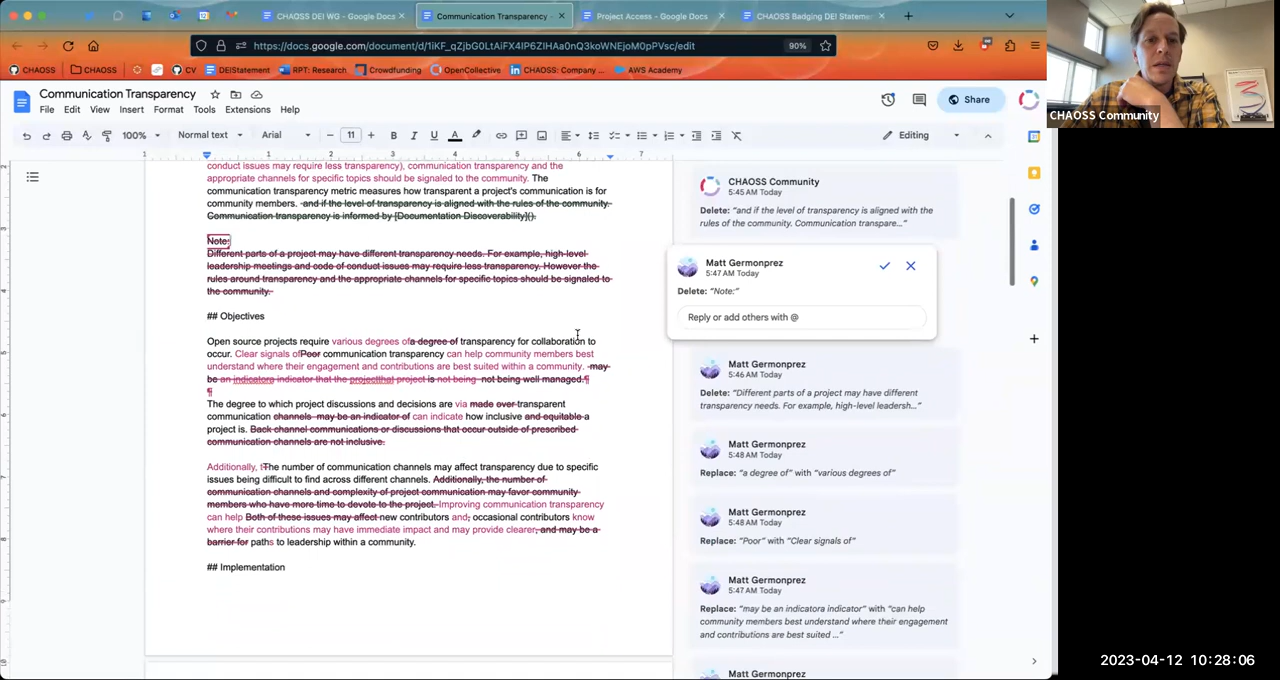 CHAOSS DEI WG - Google Docs
Communication Transparency -
Project Access - Google Docs
CHAOSS Badging DEI Stateme
https://docs.google.com/document/d/1iKF_qZjbG0LtAiFX4IP6ZIHAa0nQ3koWNEjoM0pPVsc/edit
90%
CHAOSS
CHAOSS
CV
DEIStatement
RPT: Research
Crowdfunding
OpenCollective
CHAOSS: Company ...
AWS Academy
CHAOSS Community
Communication Transparency
File Edit View Insert Format Tools Extensions Help
Share
100%
Normal text
Arial
11
Editing
1 1 2 3 4 5 6 7
conduct issues may require less transparency), communication transparency and the
appropriate channels for specific topics should be signaled to the community. The
communication transparency metric measures how transparent a project's communication is for
community members. -and if the level of transparency is aligned with the rules of the community.
Communication transparency is informed by [Documentation Discoverability]().
Note:
Different parts of a project may have different transparency needs. For example, high-level
leadership meetings and code of conduct issues may require less transparency. However the
rules around transparency and the appropriate channels for specific topics should be signaled to
the community.
## Objectives
Open source projects require various degrees ofa degree of transparency for collaboration to
occur. Clear signals ofPoor communication transparency can help community members best
understand where their engagement and contributions are best suited within a community. may
be an indicatora indicator that the projectthat project is not being not being well managed.¶
¶
The degree to which project discussions and decisions are via made over transparent
communication channels may be an indicator of can indicate how inclusive and equitable a
project is. Back channel communications or discussions that occur outside of prescribed
communication channels are not inclusive.
Additionally, tThe number of communication channels may affect transparency due to specific
issues being difficult to find across different channels. Additionally, the number of
communication channels and complexity of project communication may favor community
members who have more time to devote to the project. Improving communication transparency
can help Both of these issues may affect new contributors and, occasional contributors know
where their contributions may have immediate impact and may provide clearer, and may be a
barrier for paths to leadership within a community.
## Implementation
CHAOSS Community
5:45 AM Today
Delete: "and if the level of transparency is aligned with the
rules of the community. Communication transpare..."
Matt Germonprez
5:47 AM Today
Delete: "Note:"
Reply or add others with @
Matt Germonprez
5:46 AM Today
Delete: "Different parts of a project may have different
transparency needs. For example, high-level leadersh..."
Matt Germonprez
5:48 AM Today
Replace: "a degree of" with "various degrees of"
Matt Germonprez
5:48 AM Today
Replace: "Poor" with "Clear signals of"
Matt Germonprez
5:47 AM Today
Replace: "may be an indicatora indicator" with "can help
community members best understand where their engagement
and contributions are best suited ..."
Matt Germonprez
2023-04-12 10:28:06